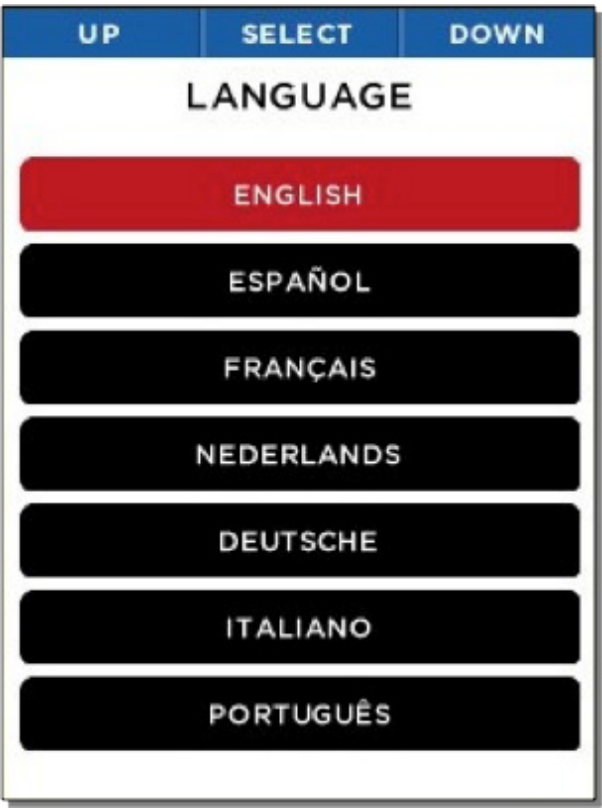 UP SELECT DOWN
LANGUAGE
ENGLISH
ESPAÑOL
FRANÇAIS
NEDERLANDS
DEUTSCHE
ITALIANO
PORTUGUÊS